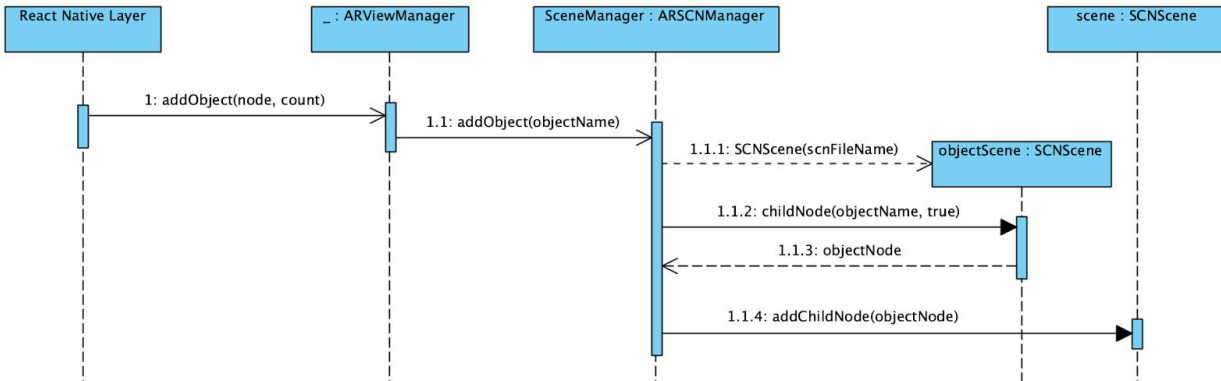 React Native Layer
_ : ARViewManager
SceneManager : ARSCNManager
scene : SCNScene
1: addObject(node, count)
1.1: addObject(objectName)
1.1.1: SCNScene(scnFileName)
objectScene : SCNScene
1.1.2: childNode(objectName, true)
1.1.3: objectNode
1.1.4: addChildNode(objectNode)